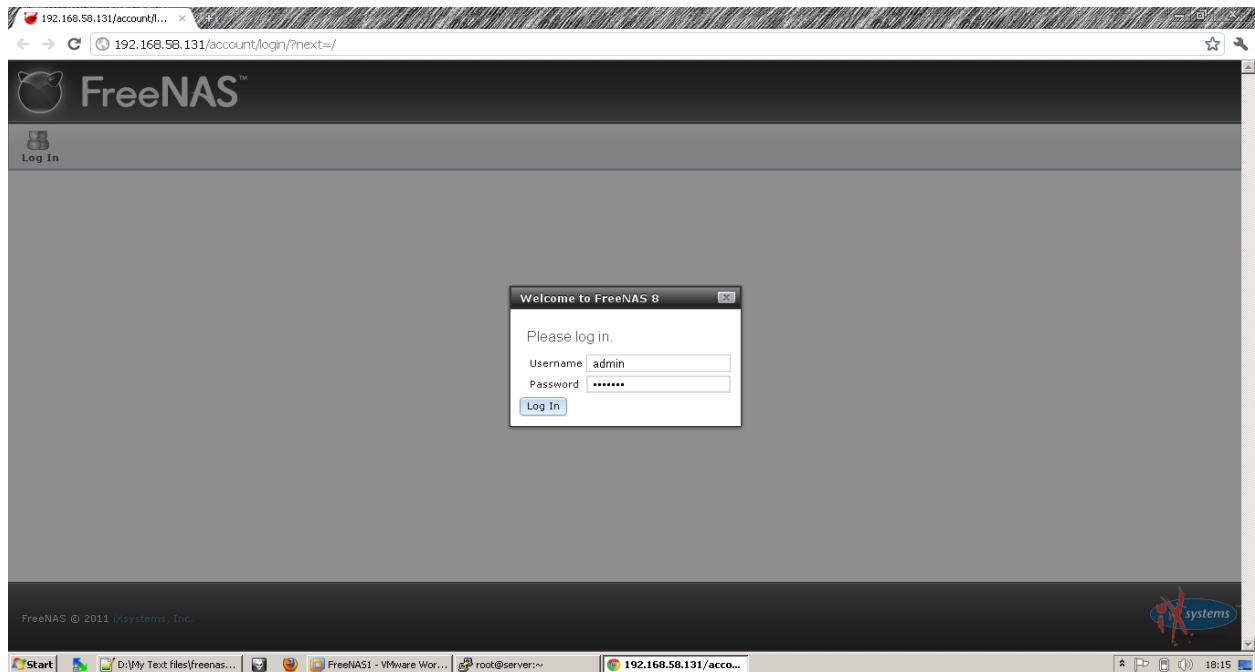 192.168.58.131/account/l...
192.168.58.131/account/login/?next=/
FreeNAS™
Log In
Welcome to FreeNAS 8
Please log in.
Username admin
Password •••••••
Log In
FreeNAS © 2011 iXsystems, Inc.
iX systems
Start D:\My Text files\freenas... FreeNAS1 - VMware Wor... root@server:~ 192.168.58.131/acco... 18:15